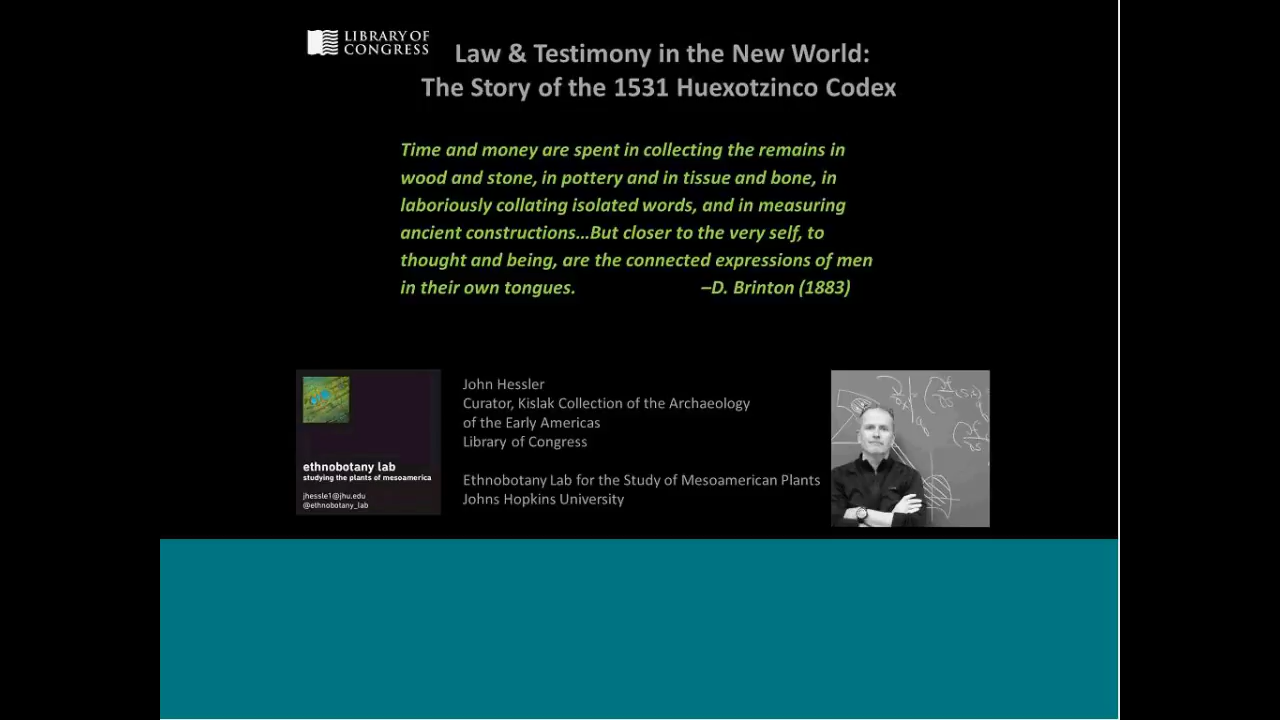 LIBRARY OF
CONGRESS
Law & Testimony in the New World:
The Story of the 1531 Huexotzinco Codex
Time and money are spent in collecting the remains in
wood and stone, in pottery and in tissue and bone, in
laboriously collating isolated words, and in measuring
ancient constructions...But closer to the very self, to
thought and being, are the connected expressions of men
in their own tongues. –D. Brinton (1883)
ethnobotany lab
studying the plants of mesoamerica
jhessle1@jhu.edu
@ethnobotany_lab
John Hessler
Curator, Kislak Collection of the Archaeology
of the Early Americas
Library of Congress
Ethnobotany Lab for the Study of Mesoamerican Plants
Johns Hopkins University